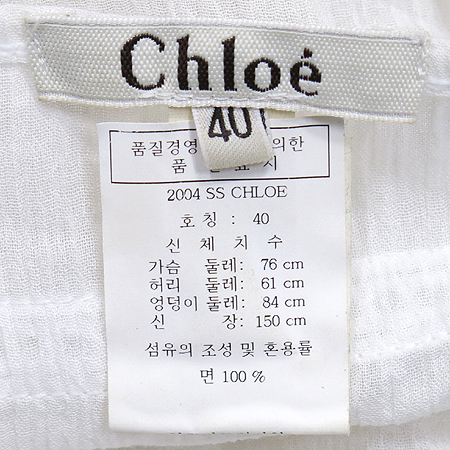 Chloé
40
품질경영 의한
품 표 지
2004 SS CHLOE
호 칭 : 40
신 체 치 수
가슴 둘레: 76 cm
허리 둘레: 61 cm
엉덩이 둘레: 84 cm
신 장: 150 cm
섬유의 조성 및 혼용률
면 100 %